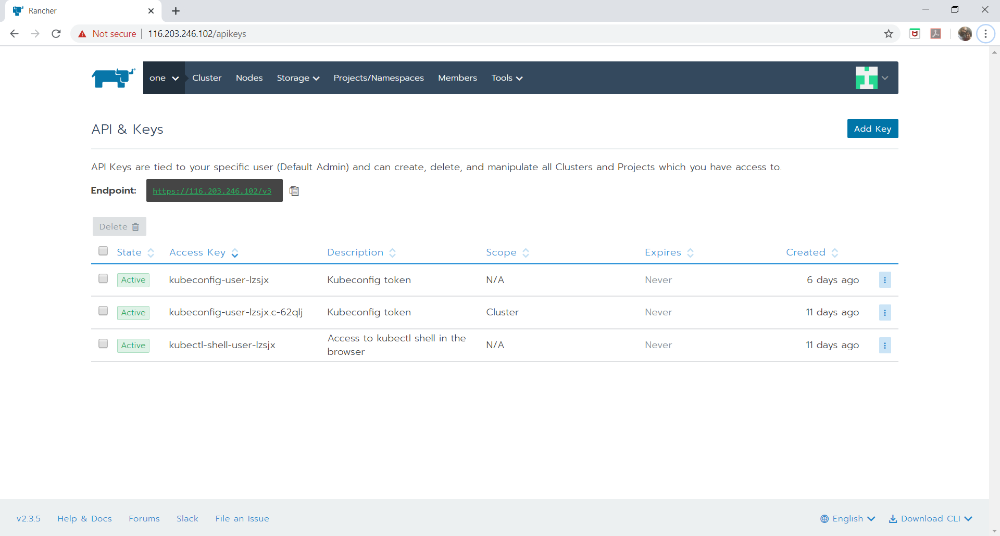 Rancher
Not secure 116.203.246.102/apikeys
one Cluster Nodes Storage Projects/Namespaces Members Tools
API & Keys Add Key
API Keys are tied to your specific user (Default Admin) and can create, delete, and manipulate all Clusters and Projects which you have access to.
Endpoint: https://116.203.246.102/v3
Delete
State Access Key Description Scope Expires Created
Active kubeconfig-user-lzsjx Kubeconfig token N/A Never 6 days ago
Active kubeconfig-user-lzsjx.c-62qlj Kubeconfig token Cluster Never 11 days ago
Active kubectl-shell-user-lzsjx Access to kubectl shell in the browser N/A Never 11 days ago
v2.3.5 Help & Docs Forums Slack File an Issue English Download CLI